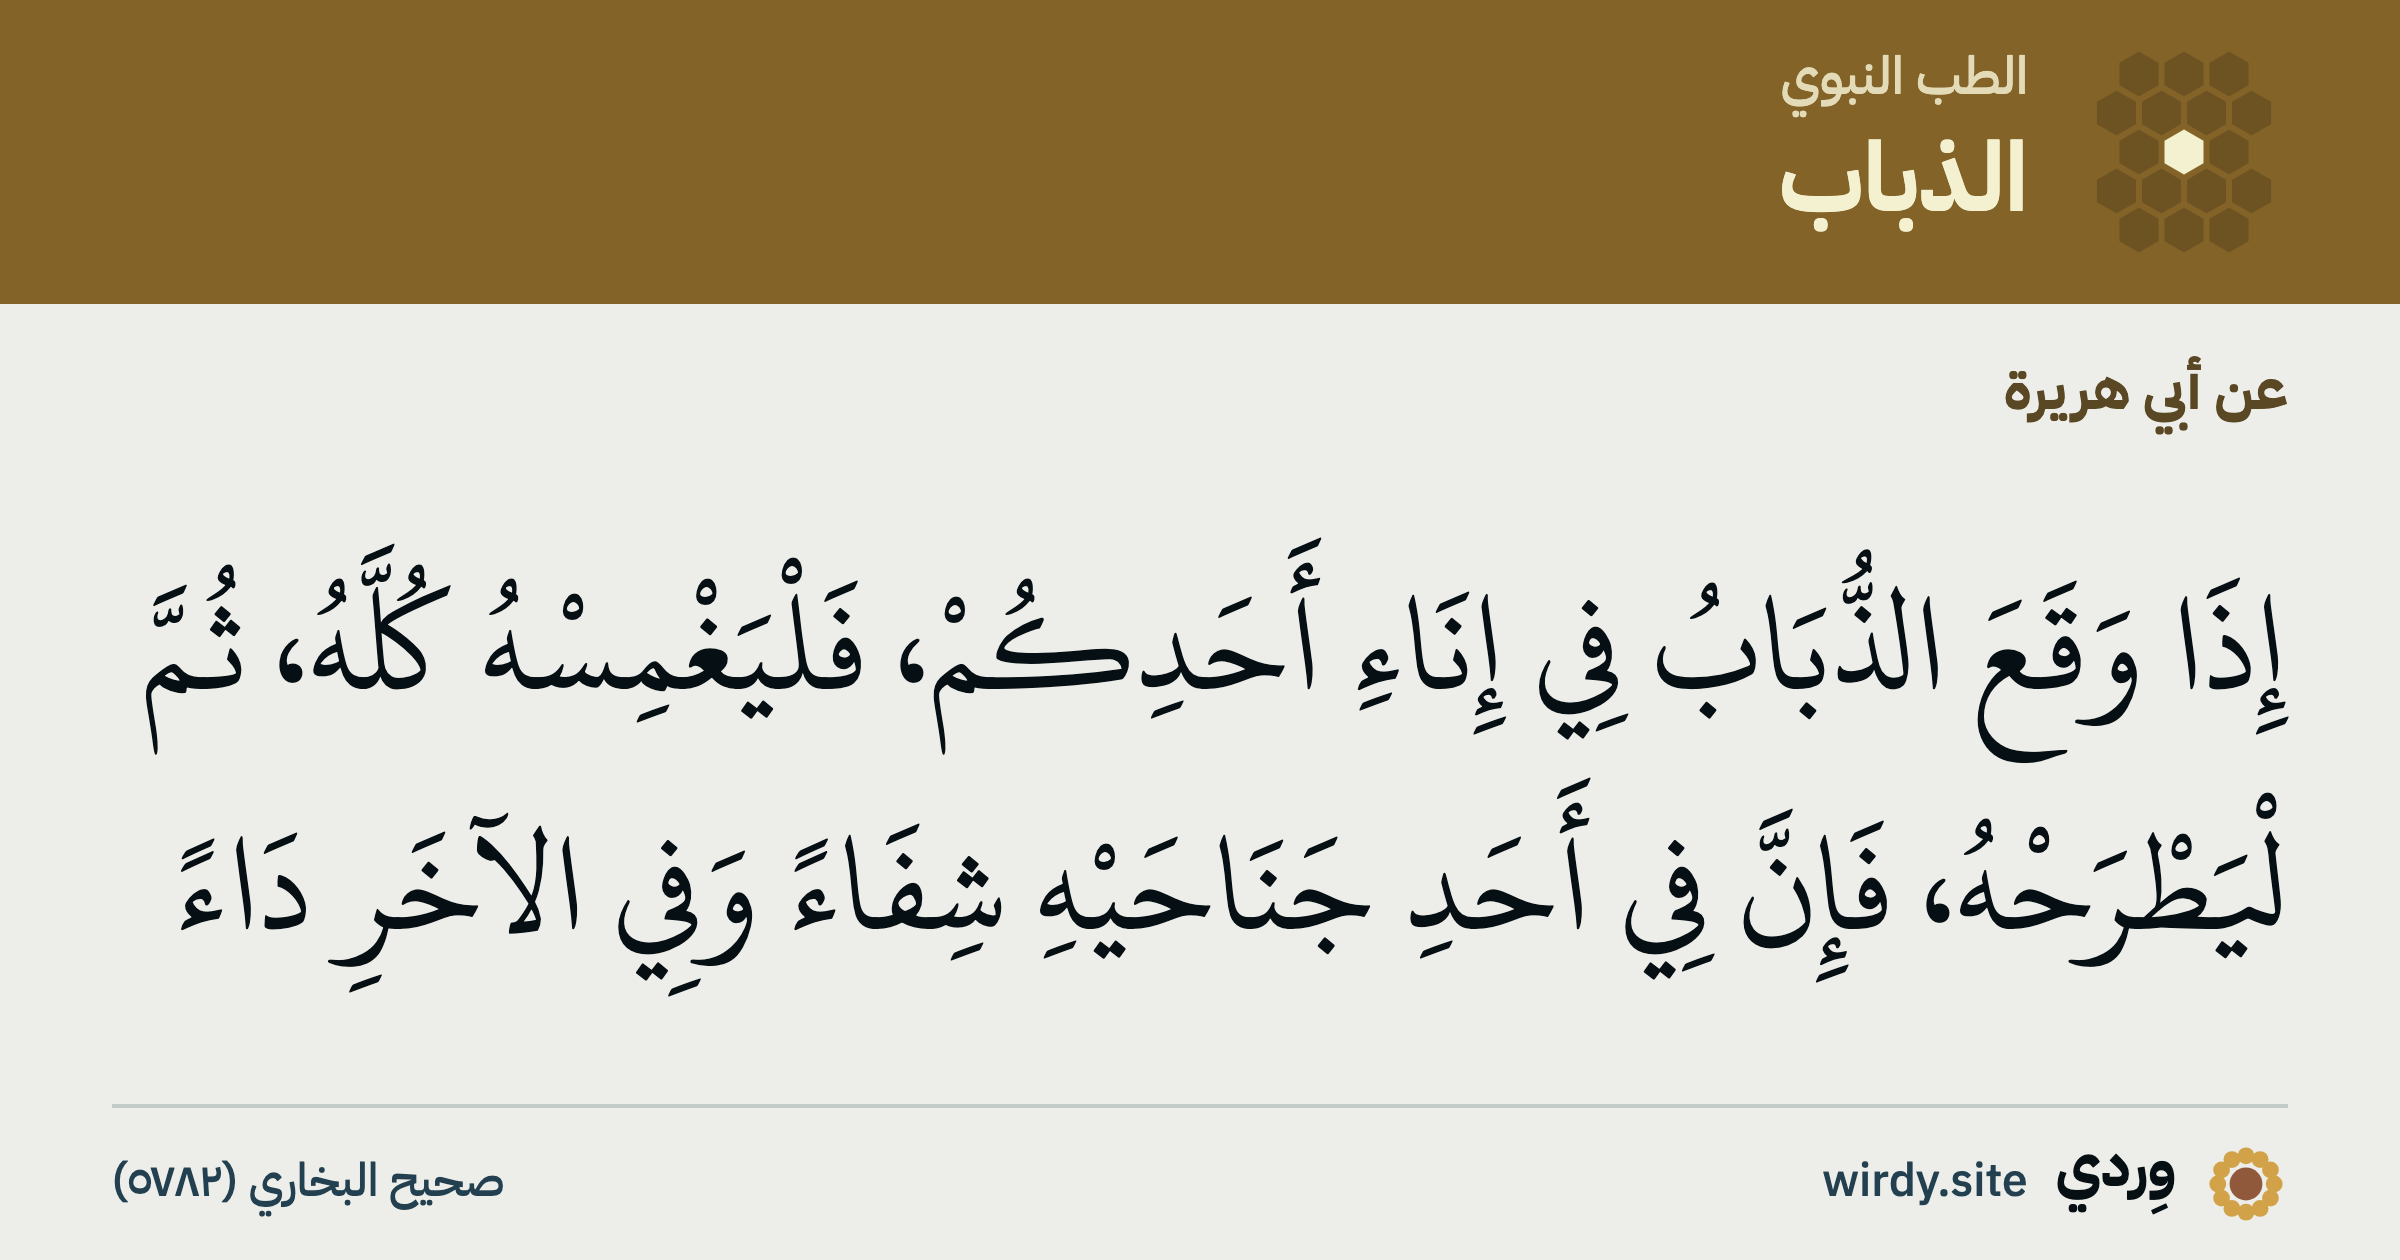 الطب النبوي
الذباب
عن أبي هريرة
إِذَا وَقَعَ الذُّبَابُ فِي إِنَاءِ أَحَدِكُمْ، فَلْيَغْمِسْهُ كُلَّهُ، ثُمَّ
لْيَطْرَحْهُ، فَإِنَّ فِي أَحَدِ جَنَاحَيْهِ شِفَاءً وَفِي الآخَرِ دَاءً
وِردي wirdy.site
صحيح البخاري (٥٧٨٢)